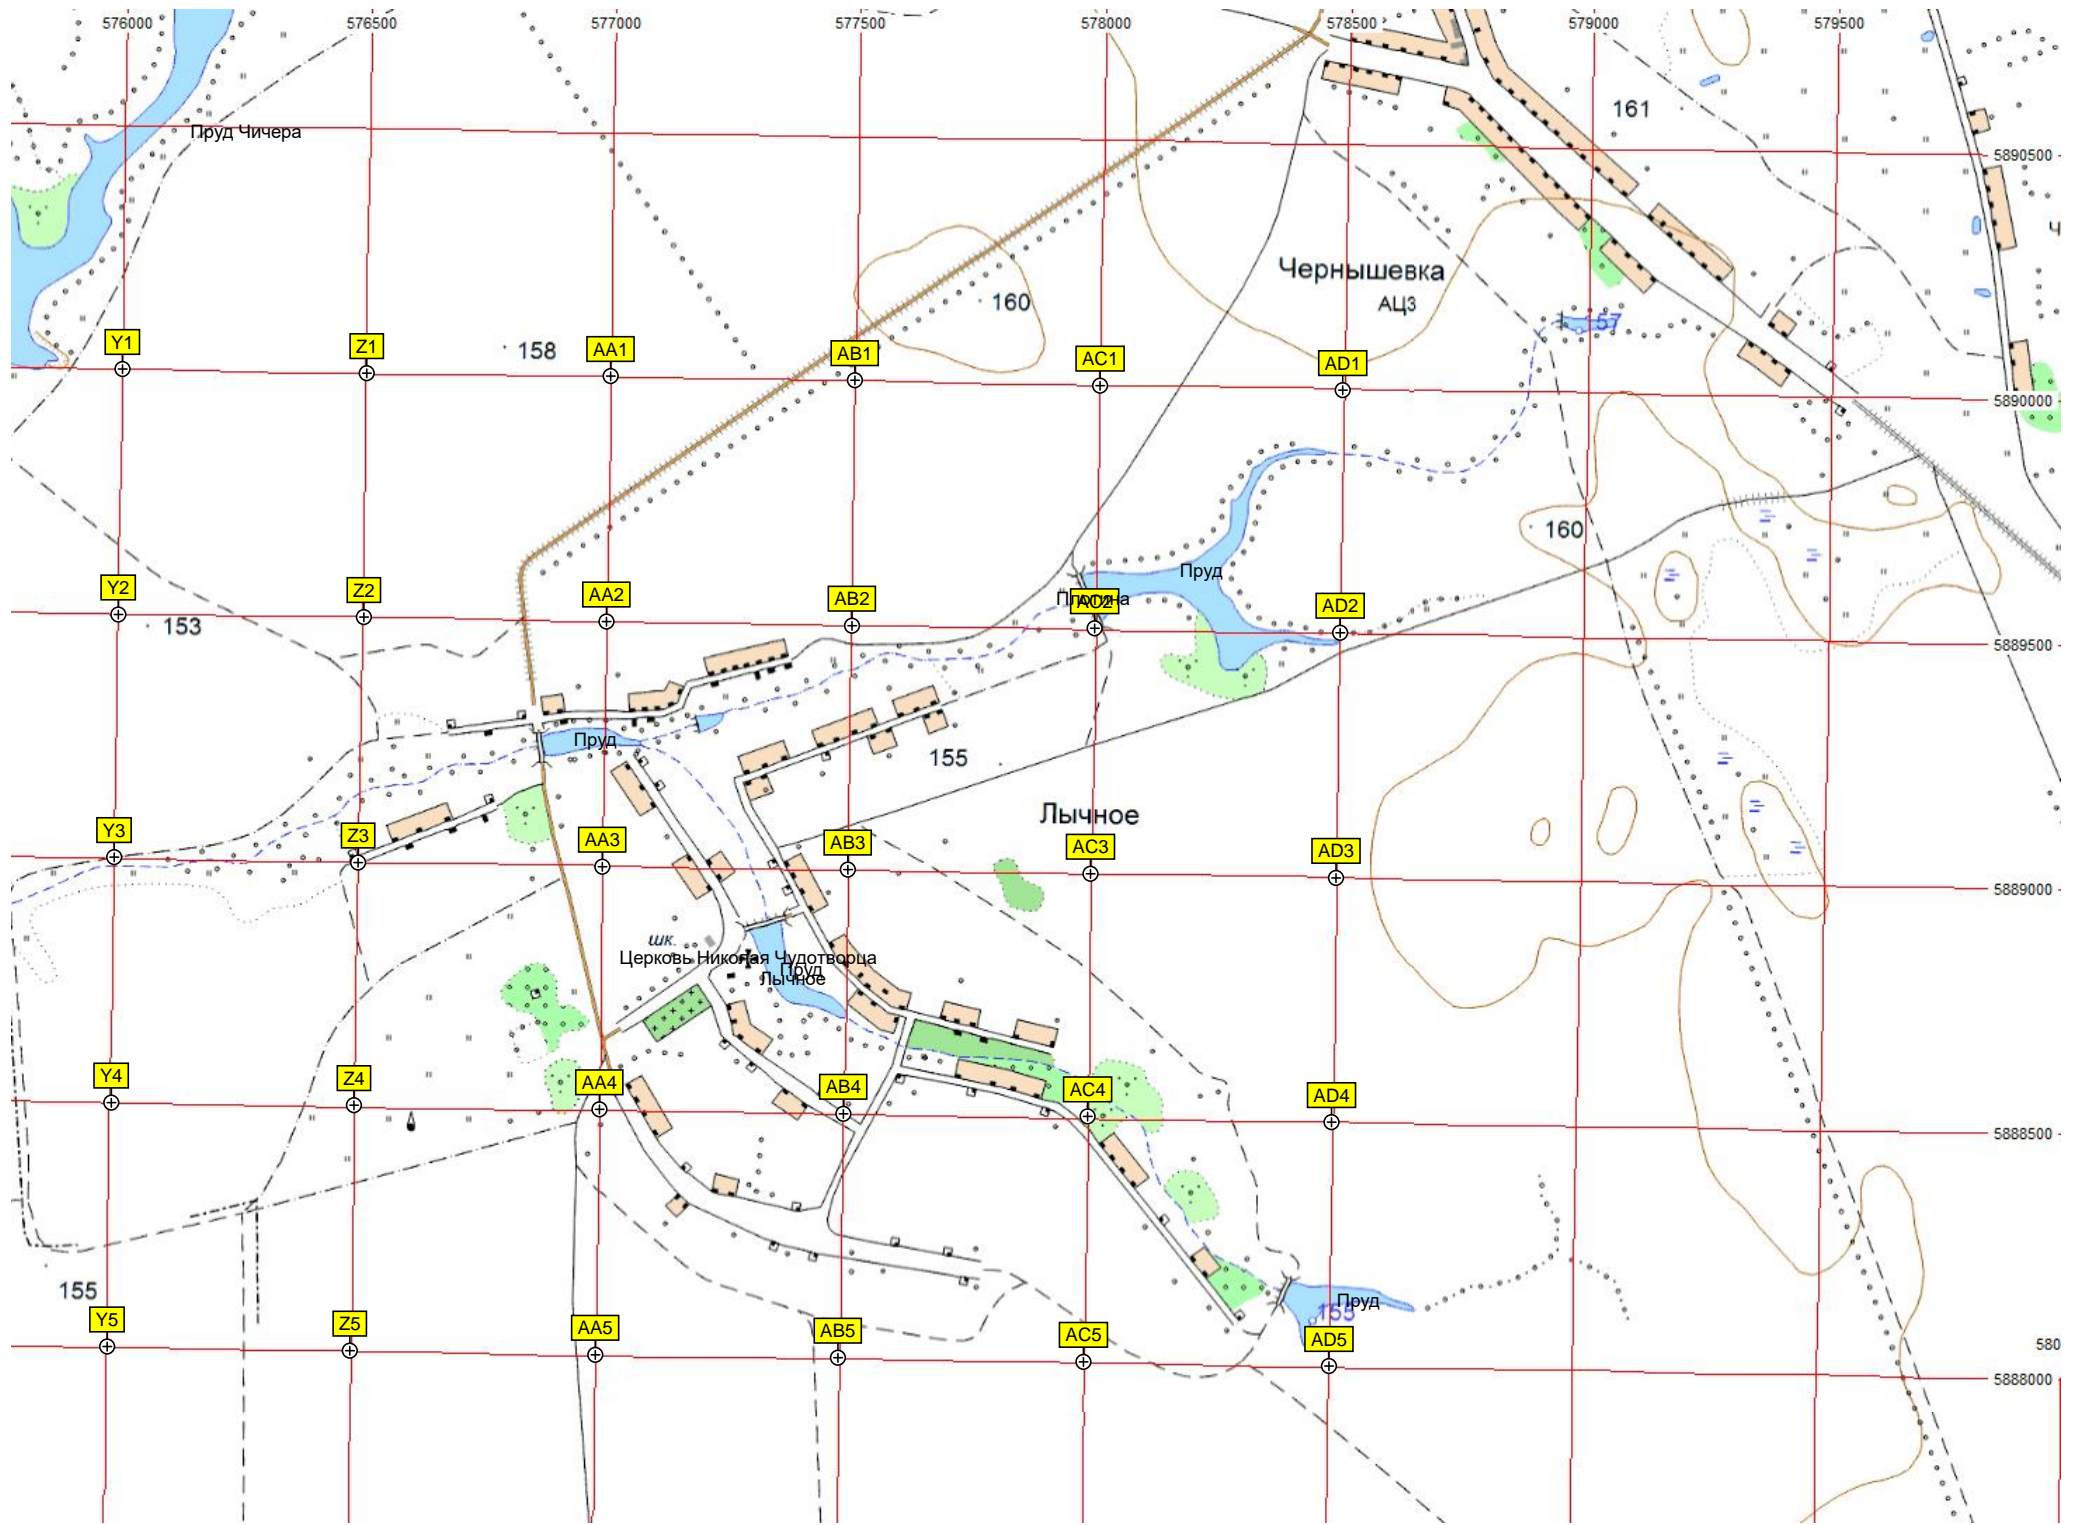 576000 576500 577000 577500 578000 578500 579000 579500
161
Пруд Чичера
5890500
Чернышевка
АЦЗ
160
158
Y1 Z1 AA1 AB1 AC1 AD1
5890000
160
Пруд
Плотина
Y2 Z2 AA2 AB2 AC2 AD2
153
5889500
Пруд
155
Лычное
Y3 Z3 AA3 AB3 AC3 AD3
5889000
шк.
Церковь Николая Чудотворца
Пруд
Лычное
Y4 Z4 AA4 AB4 AC4 AD4
5888500
155
Пруд
155
Y5 Z5 AA5 AB5 AC5 AD5
580
5888000